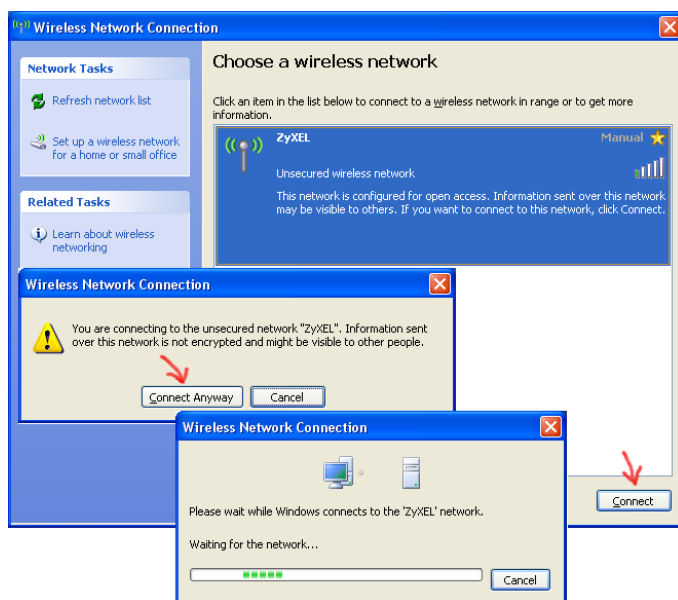 Wireless Network Connection
Network Tasks
Refresh network list
Set up a wireless network
for a home or small office
Related Tasks
Learn about wireless
networking
Choose a wireless network
Click an item in the list below to connect to a wireless network in range or to get more
information.
ZyXEL
Manual
Unsecured wireless network
This network is configured for open access. Information sent over this network
may be visible to others. If you want to connect to this network, click Connect.
Connect
Wireless Network Connection
You are connecting to the unsecured network "ZyXEL". Information sent
over this network is not encrypted and might be visible to other people.
Connect Anyway
Cancel
Wireless Network Connection
Please wait while Windows connects to the 'ZyXEL' network.
Waiting for the network...
Cancel